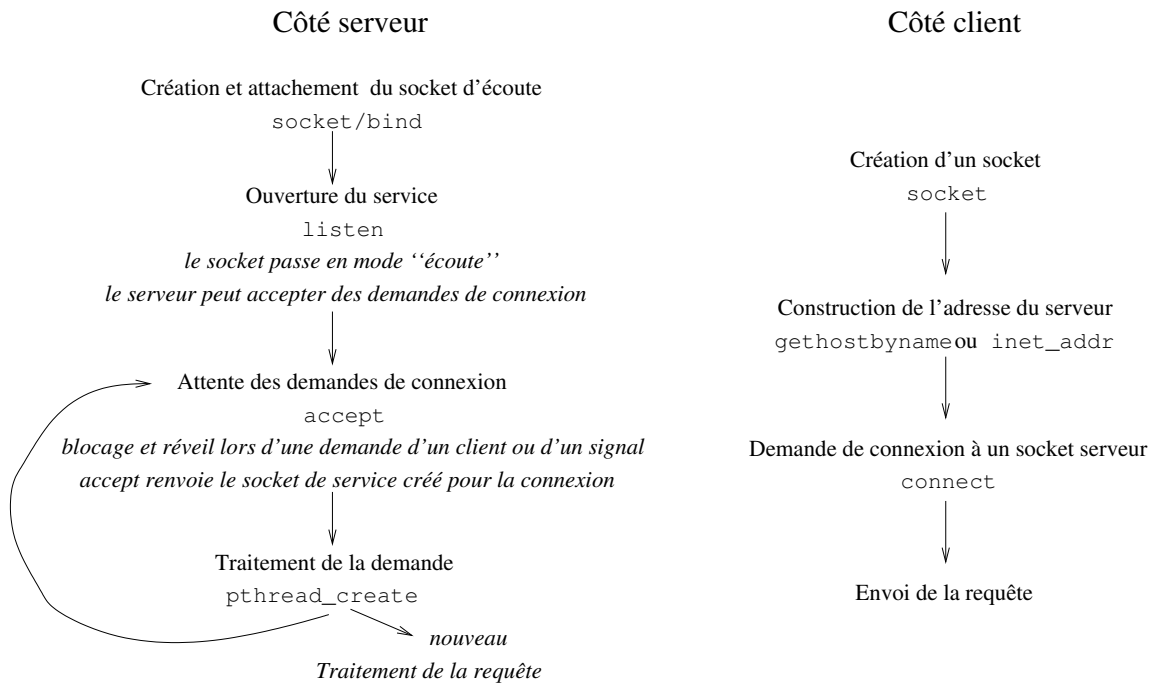 Côté serveur
Création et attachement du socket d'écoute
socket/bind
Ouverture du service
listen
le socket passe en mode ‘‘écoute’’
le serveur peut accepter des demandes de connexion
Attente des demandes de connexion
accept
blocage et réveil lors d'une demande d'un client ou d'un signal
accept renvoie le socket de service créé pour la connexion
Traitement de la demande
pthread_create
nouveau
Traitement de la requête
Côté client
Création d'un socket
socket
Construction de l'adresse du serveur
gethostbyname ou inet_addr
Demande de connexion à un socket serveur
connect
Envoi de la requête